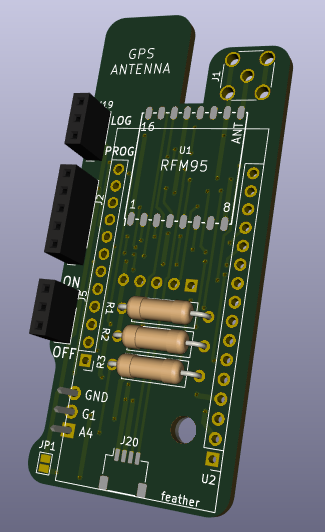 GPS
ANTENNA
J1
J19
LOG
16
ANT
PROG
U1
RFM95
J2
1
8
ON
J5
R1
R2
R3
OFF
GND
G1
A4
J20
JP1
U2
feather